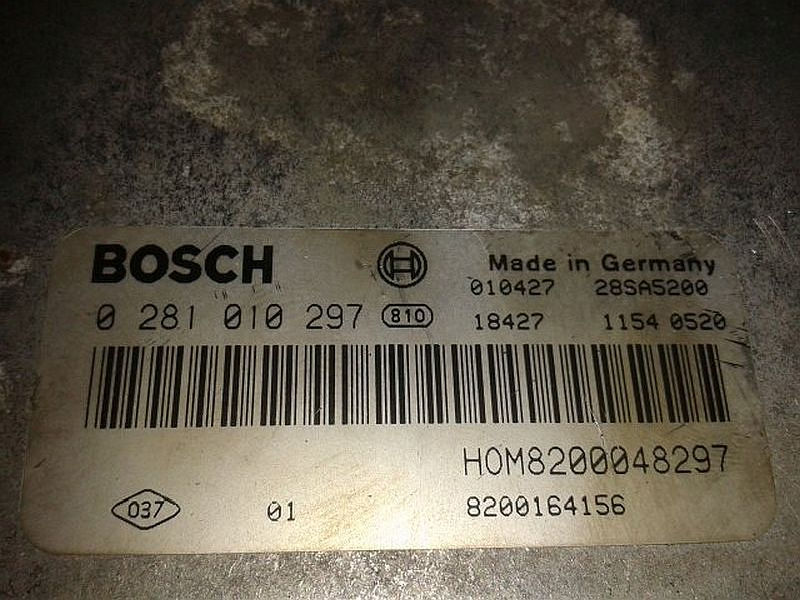 BOSCH Made in Germany
010427 28SA5200
0 281 010 297 810 18427 1154 0520
HOM8200048297
037 01 8200164156